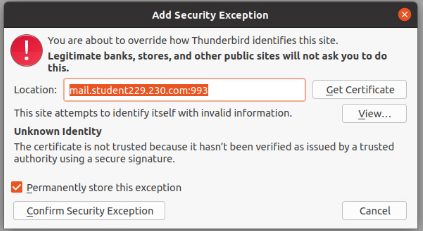 Add Security Exception
You are about to override how Thunderbird identifies this site.
Legitimate banks, stores, and other public sites will not ask you to do
this.
Location: mail.student229.230.com:993 Get Certificate
This site attempts to identify itself with invalid information. View...
Unknown Identity
The certificate is not trusted because it hasn't been verified as issued by a trusted
authority using a secure signature.
Permanently store this exception
Confirm Security Exception Cancel